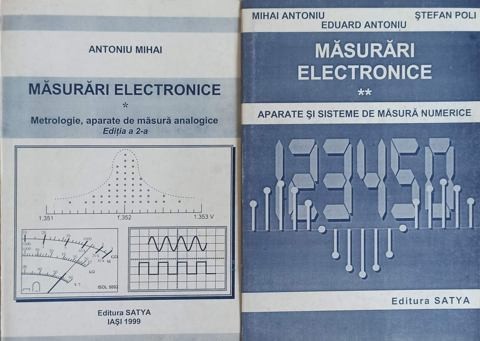 ANTONIU MIHAI
MĂSURĂRI ELECTRONICE
*
Metrologie, aparate de măsură analogice
Ediția a 2-a
1.351
1.352
1.353 V
Editura SATYA
IAȘI 1999
MIHAI ANTONIU
ȘTEFAN POLI
EDUARD ANTONIU
MĂSURĂRI
ELECTRONICE
**
APARATE ȘI SISTEME DE MĂSURĂ NUMERICE
123450
Editura SATYA